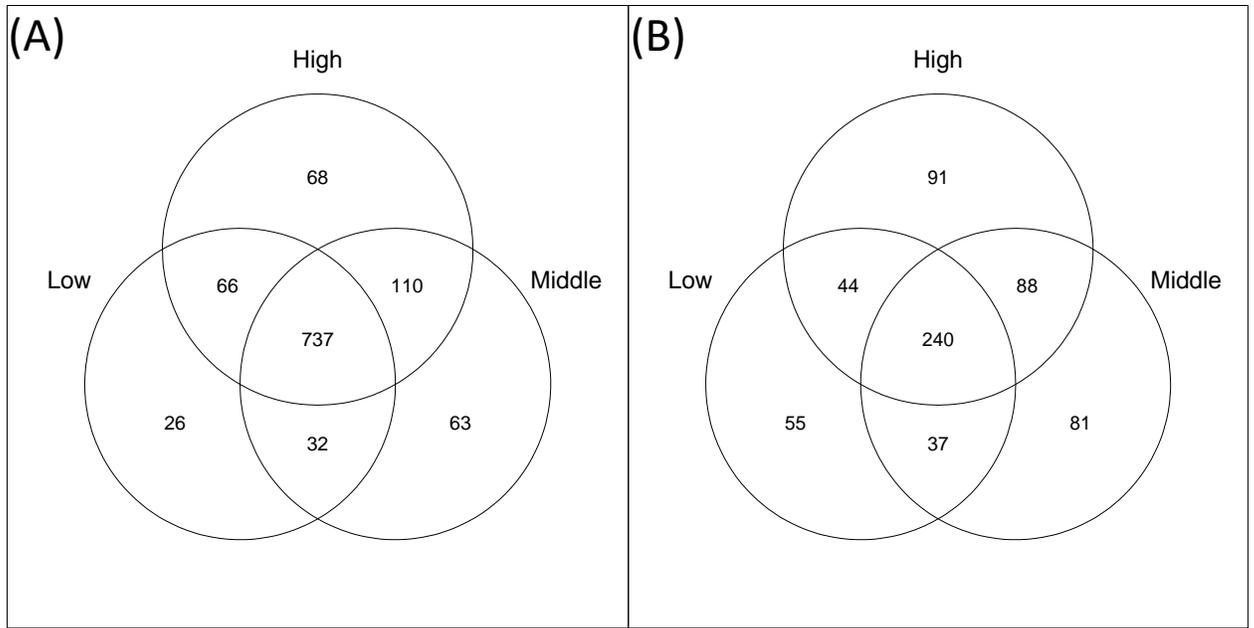 (A)
High
68
Low
Middle
66
110
737
26
63
32
(B)
High
91
Low
Middle
44
88
240
55
81
37